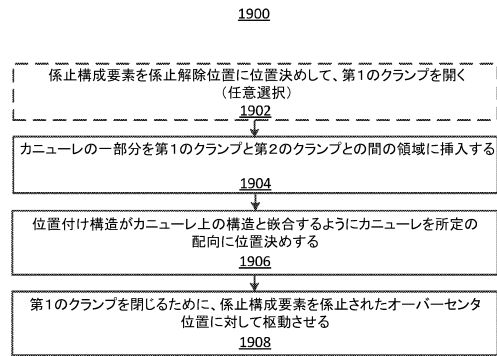 1900
係止構成要素を係止解除位置に位置決めして、第1のクランプを開く
（任意選択）
1902
カニューレの一部分を第1のクランプと第2のクランプとの間の領域に挿入する
1904
位置付け構造がカニューレ上の構造と嵌合するようにカニューレを所定の
配向に位置決めする
1906
第1のクランプを閉じるために、係止構成要素を係止されたオーバーセンタ
位置に対して枢動させる
1908